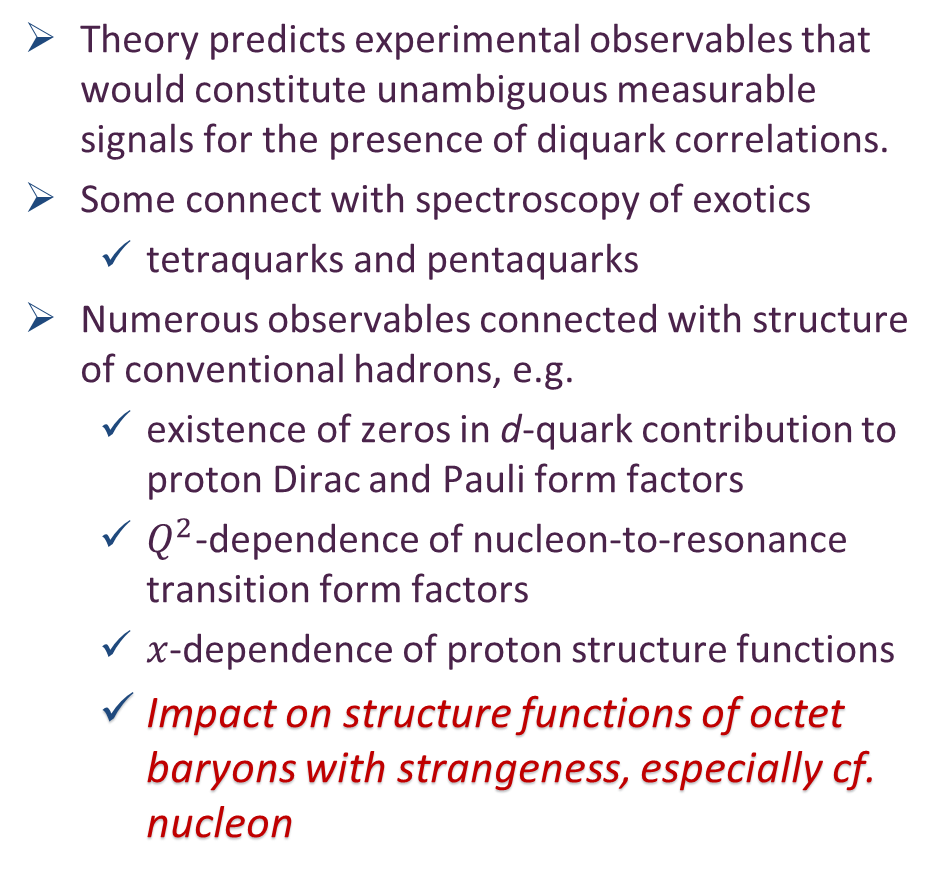 ➢ Theory predicts experimental observables that
would constitute unambiguous measurable
signals for the presence of diquark correlations.
➢ Some connect with spectroscopy of exotics
✓ tetraquarks and pentaquarks
➢ Numerous observables connected with structure
of conventional hadrons, e.g.
✓ existence of zeros in d-quark contribution to
proton Dirac and Pauli form factors
✓ Q²-dependence of nucleon-to-resonance
transition form factors
✓ x-dependence of proton structure functions
✓ Impact on structure functions of octet
baryons with strangeness, especially cf.
nucleon